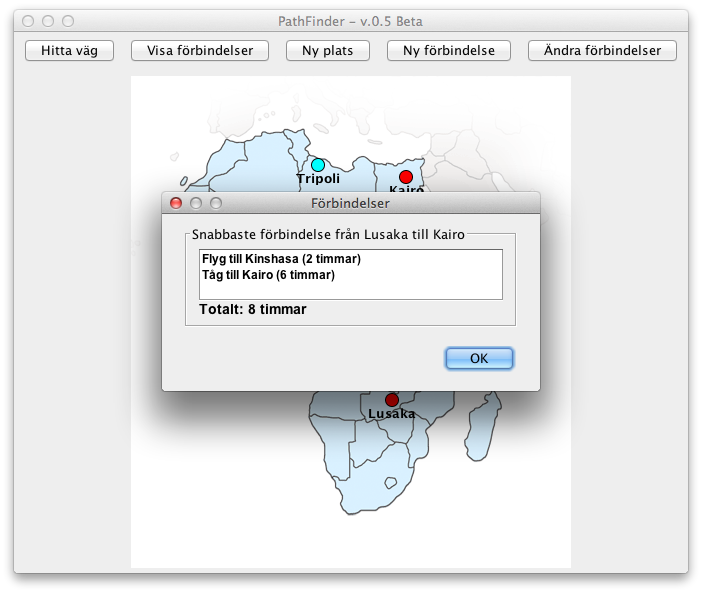 PathFinder – v.0.5 Beta
Hitta väg Visa förbindelser Ny plats Ny förbindelse Ändra förbindelser
Tripoli
Kairo
Förbindelser
Snabbaste förbindelse från Lusaka till Kairo
Flyg till Kinshasa (2 timmar)
Tåg till Kairo (6 timmar)
Totalt: 8 timmar
OK
Lusaka